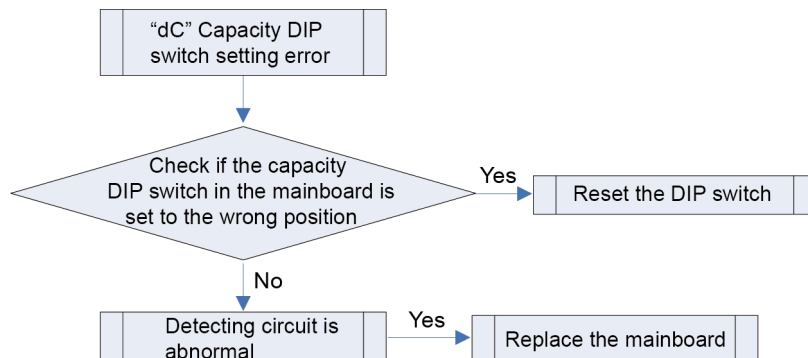 “dC” Capacity DIP
switch setting error
Check if the capacity
DIP switch in the mainboard is
set to the wrong position
Yes
Reset the DIP switch
No
Detecting circuit is
abnormal
Yes
Replace the mainboard